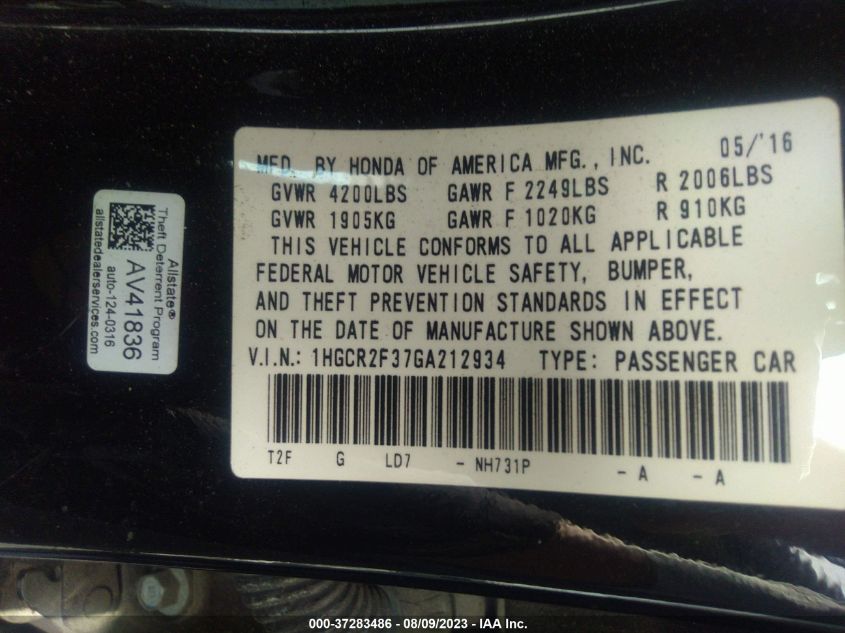 MFD. BY HONDA OF AMERICA MFG., INC. 05/'16
GVWR 4200LBS GAWR F 2249LBS R 2006LBS
GVWR 1905KG GAWR F 1020KG R 910KG
THIS VEHICLE CONFORMS TO ALL APPLICABLE
FEDERAL MOTOR VEHICLE SAFETY, BUMPER,
AND THEFT PREVENTION STANDARDS IN EFFECT
ON THE DATE OF MANUFACTURE SHOWN ABOVE.
V.I.N.: 1HGCR2F37GA212934 TYPE: PASSENGER CAR
T2F G LD7 - NH731P - A - A
Allstate®
Theft Deterrent Program
AV41836
auto-124-0316
allstatedealerservices.com
000-37283486 - 08/09/2023 - IAA Inc.